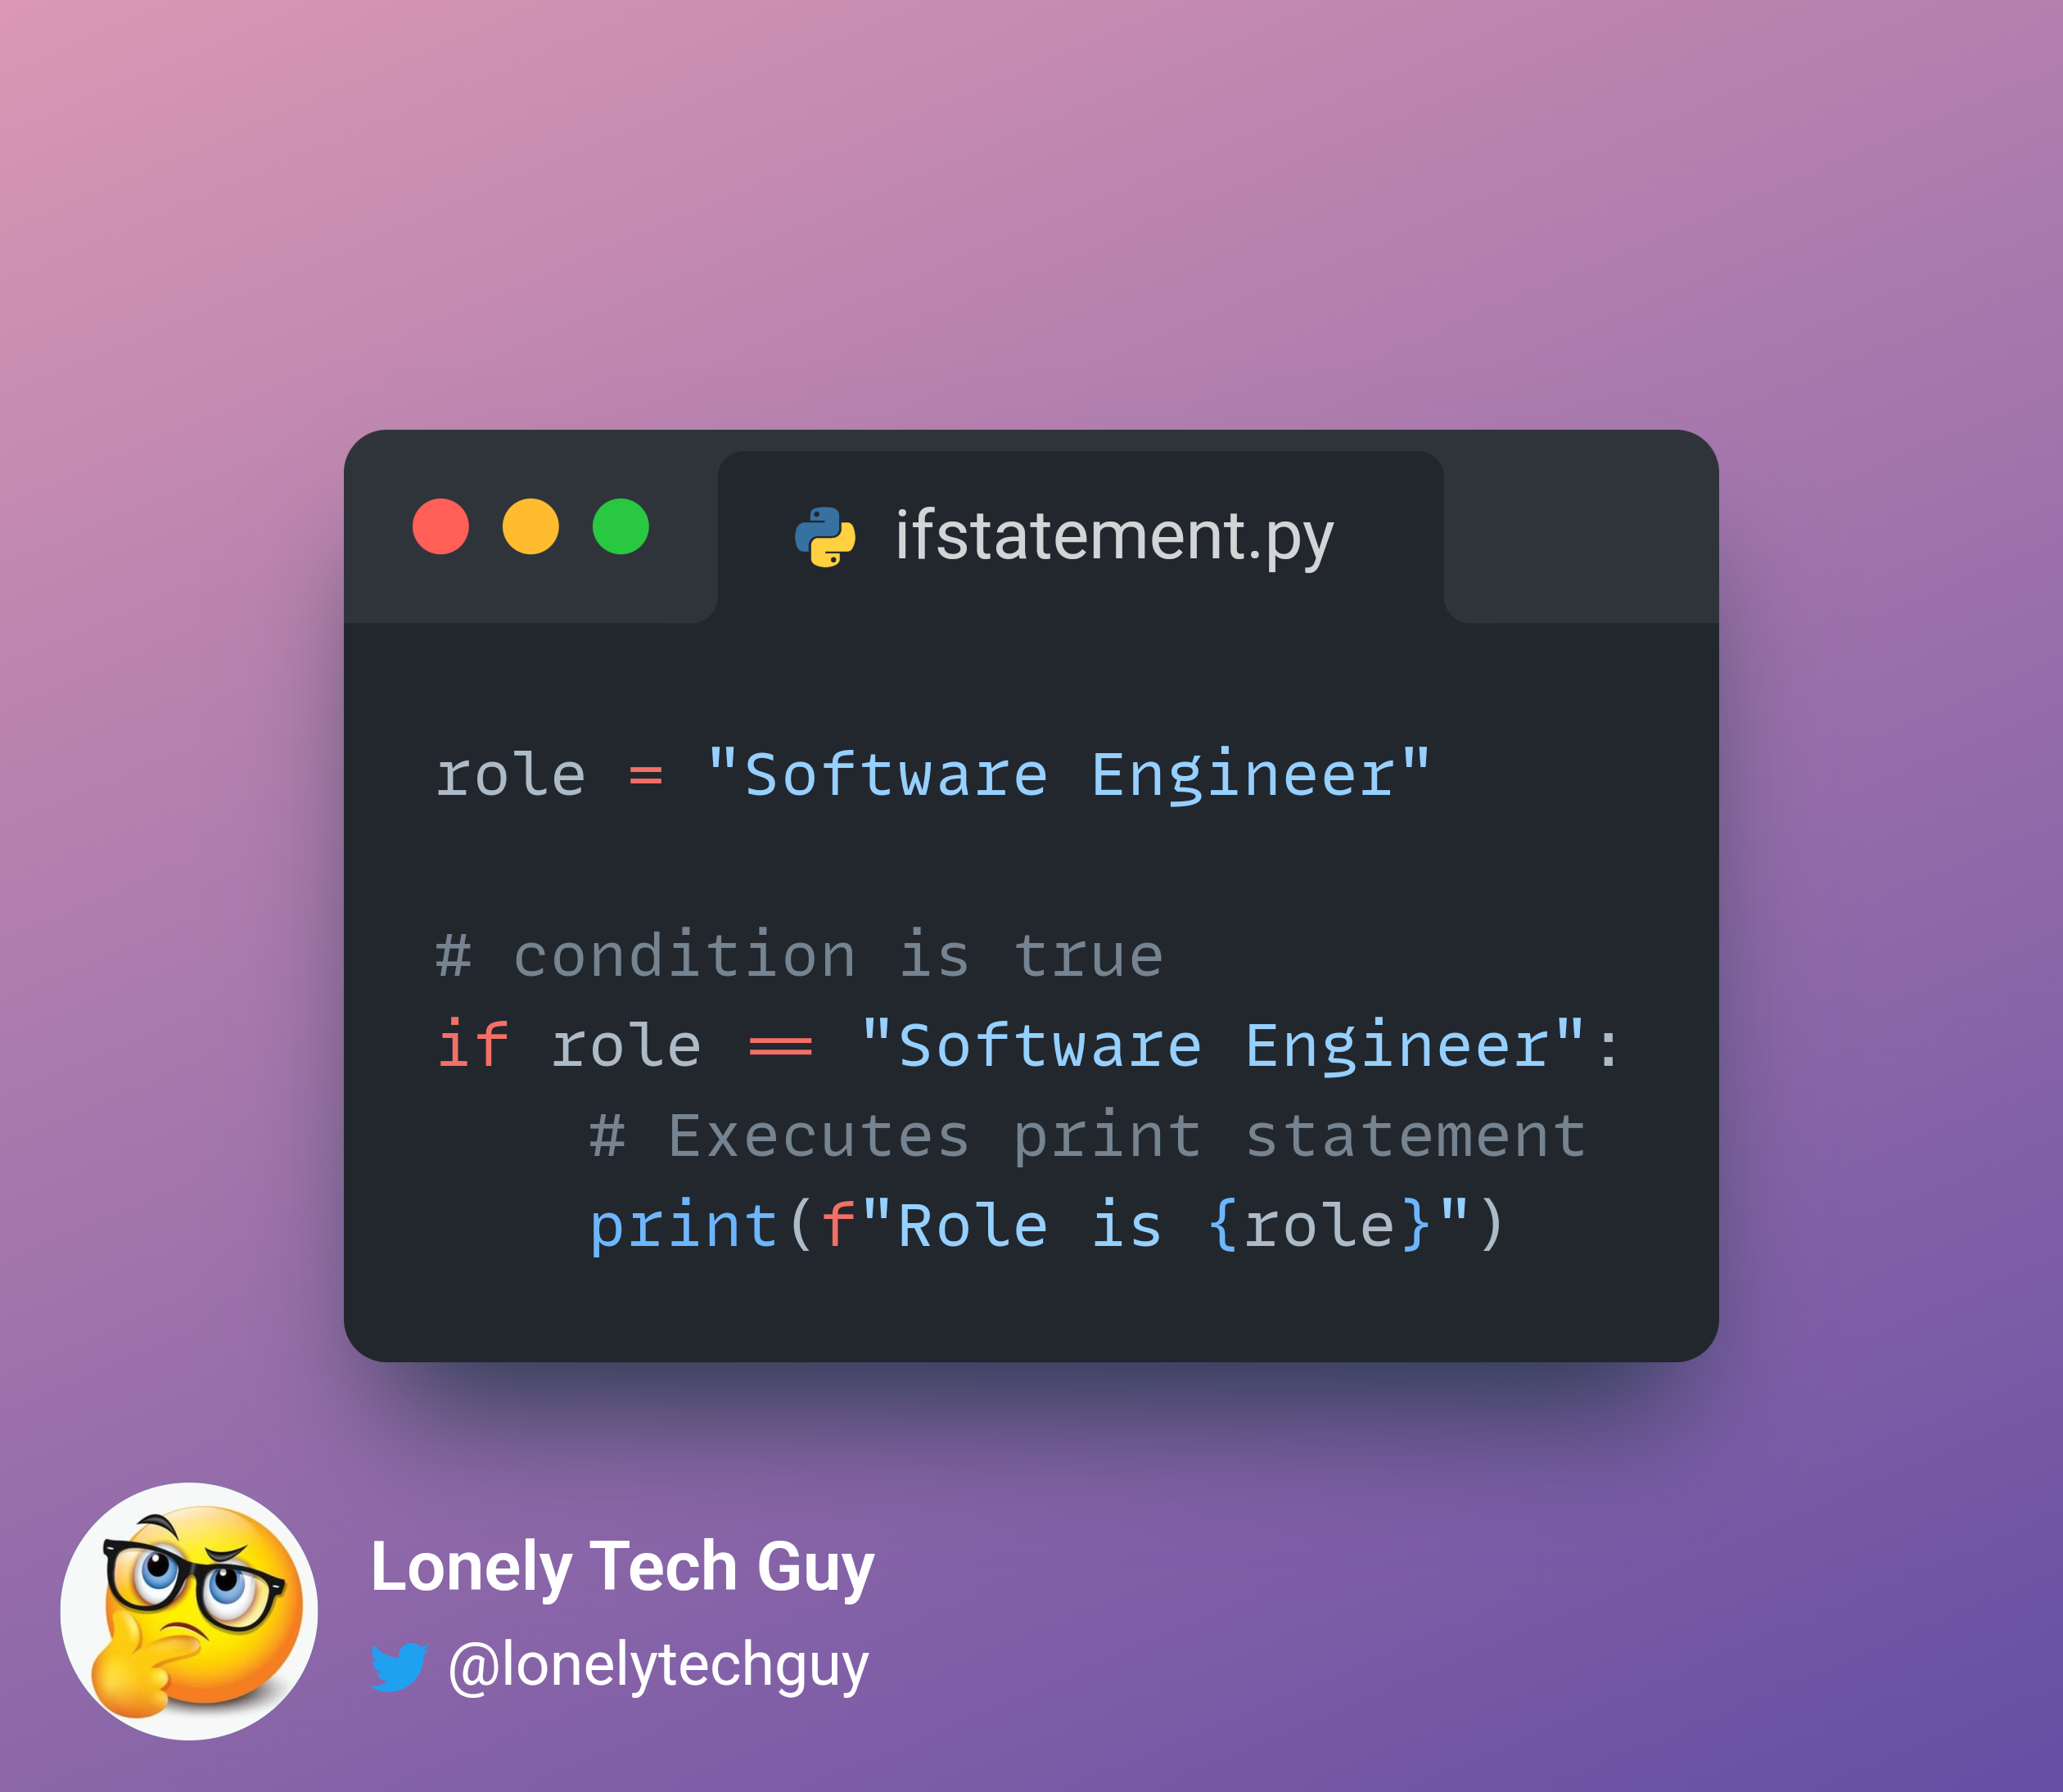 ifstatement.py
role = "Software Engineer"
# condition is true
if role == "Software Engineer":
    # Executes print statement
    print(f"Role is {role}")
Lonely Tech Guy
@lonelytechguy